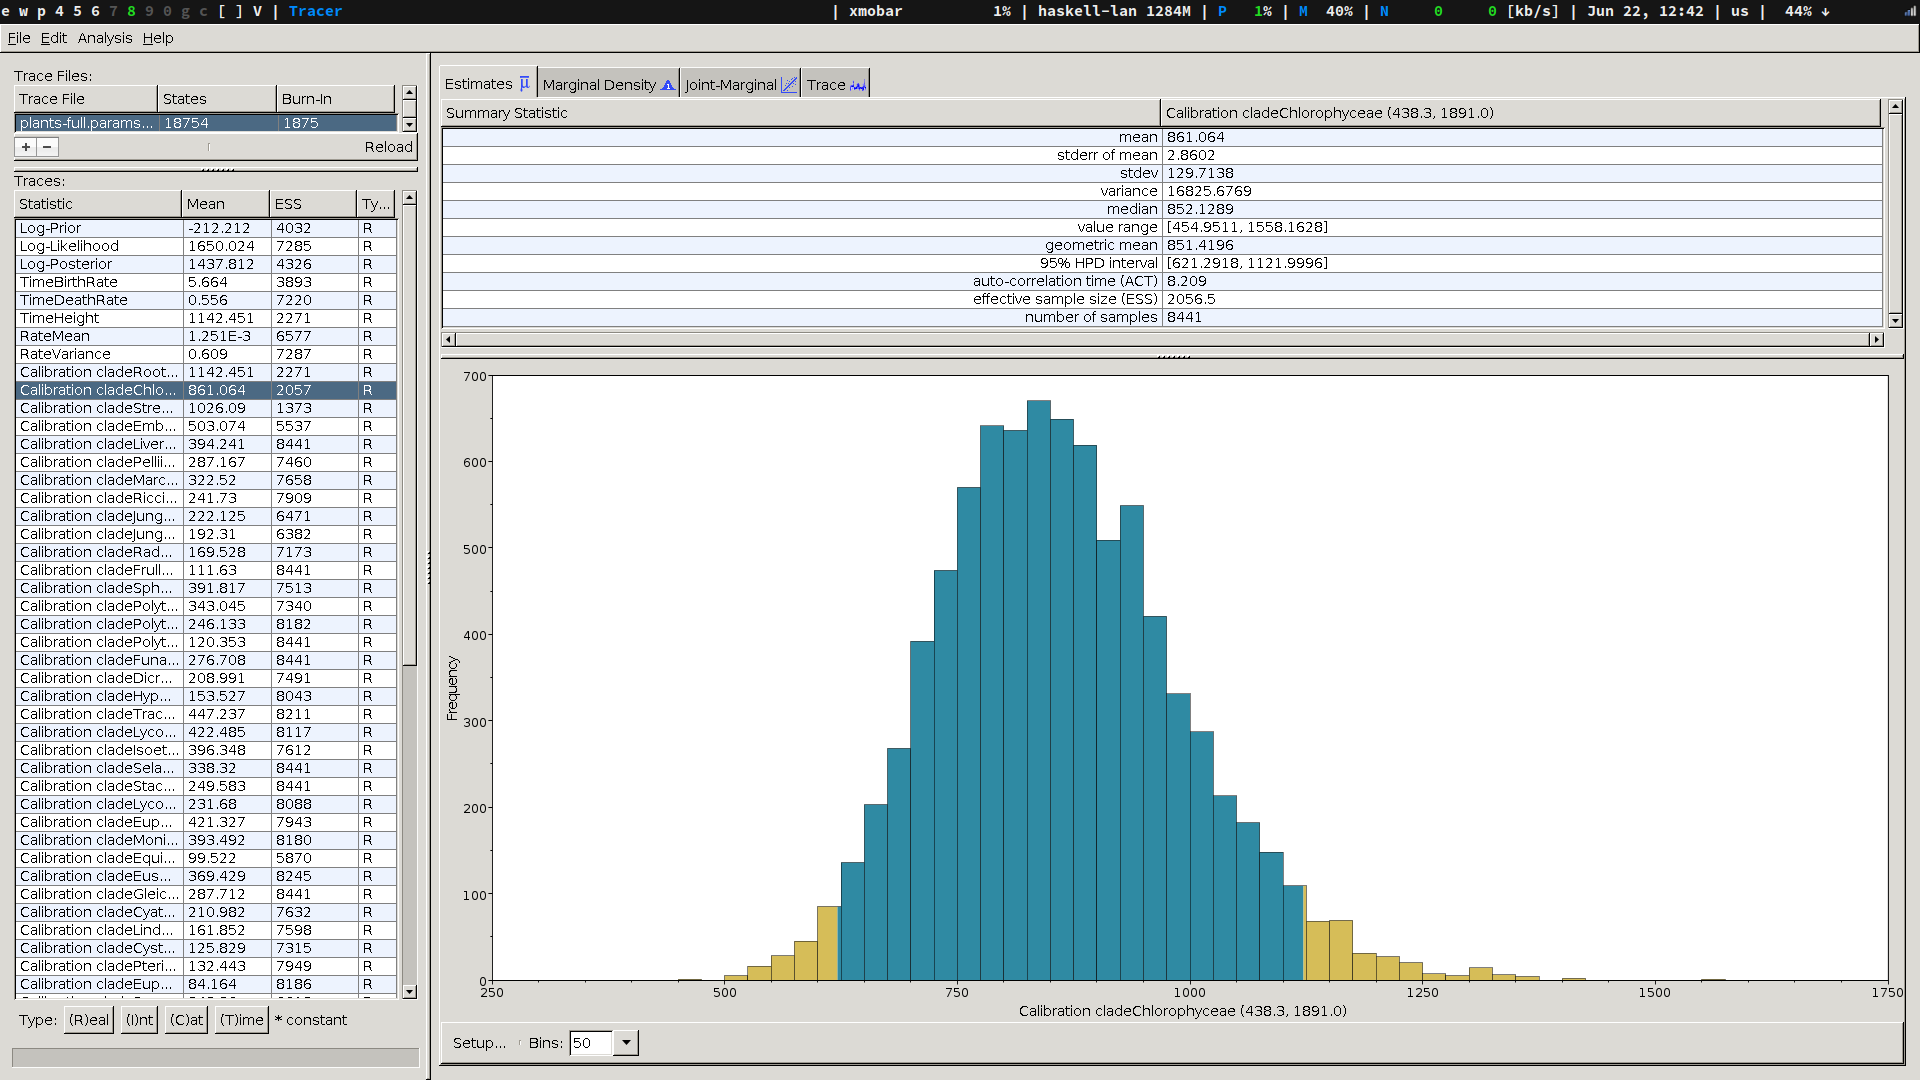 e w p 4 5 6 7 8 9 0 g c [ ] V | Tracer | xmobar 1% | haskell-lan 1284M | P 1% | M 40% | N 0 0 [kb/s] | Jun 22, 12:42 | us | 44% ↓
File Edit Analysis Help
Trace Files:
Trace File States Burn-In
plants-full.params... 18754 1875
+ − Reload
Traces:
Statistic Mean ESS Ty...
Log-Prior -212.212 4032 R
Log-Likelihood 1650.024 7285 R
Log-Posterior 1437.812 4326 R
TimeBirthRate 5.664 3893 R
TimeDeathRate 0.556 7220 R
TimeHeight 1142.451 2271 R
RateMean 1.251E-3 6577 R
RateVariance 0.609 7287 R
Calibration cladeRoot... 1142.451 2271 R
Calibration cladeChlo... 861.064 2057 R
Calibration cladeStre... 1026.09 1373 R
Calibration cladeEmb... 503.074 5537 R
Calibration cladeLiver... 394.241 8441 R
Calibration cladePellii... 287.167 7460 R
Calibration cladeMarc... 322.52 7658 R
Calibration cladeRicci... 241.73 7909 R
Calibration cladeJung... 222.125 6471 R
Calibration cladeJung... 192.31 6382 R
Calibration cladeRad... 169.528 7173 R
Calibration cladeFrull... 111.63 8441 R
Calibration cladeSph... 391.817 7513 R
Calibration cladePolyt... 343.045 7340 R
Calibration cladePolyt... 246.133 8182 R
Calibration cladePolyt... 120.353 8441 R
Calibration cladeFuna... 276.708 8441 R
Calibration cladeDicr... 208.991 7491 R
Calibration cladeHyp... 153.527 8043 R
Calibration cladeTrac... 447.237 8211 R
Calibration cladeLyco... 422.485 8117 R
Calibration cladeIsoet... 396.348 7612 R
Calibration cladeSela... 338.32 8441 R
Calibration cladeStac... 249.583 8441 R
Calibration cladeLyco... 231.68 8088 R
Calibration cladeEup... 421.327 7943 R
Calibration cladeMoni... 393.492 8180 R
Calibration cladeEqui... 99.522 5870 R
Calibration cladeEus... 369.429 8245 R
Calibration cladeGleic... 287.712 8441 R
Calibration cladeCyat... 210.982 7632 R
Calibration cladeLind... 161.852 7598 R
Calibration cladeCyst... 125.829 7315 R
Calibration cladePteri... 132.443 7949 R
Calibration cladeEup... 84.164 8186 R
Type: (R)eal (I)nt (C)at (T)ime * constant
Estimates μ Marginal Density Joint-Marginal Trace
Summary Statistic Calibration cladeChlorophyceae (438.3, 1891.0)
mean 861.064
stderr of mean 2.8602
stdev 129.7138
variance 16825.6769
median 852.1289
value range [454.9511, 1558.1628]
geometric mean 851.4196
95% HPD interval [621.2918, 1121.9996]
auto-correlation time (ACT) 8.209
effective sample size (ESS) 2056.5
number of samples 8441
700
600
500
400
300
200
100
0
Frequency
250 500 750 1000 1250 1500 1750
Calibration cladeChlorophyceae (438.3, 1891.0)
Setup... Bins: 50